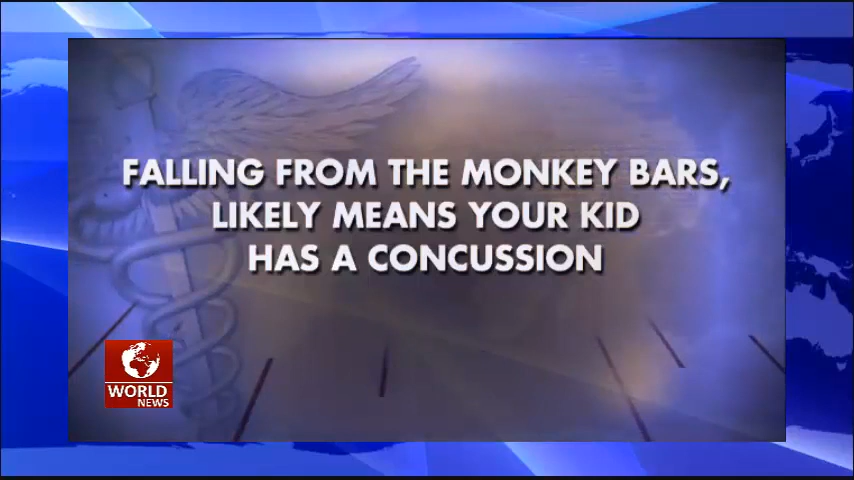 FALLING FROM THE MONKEY BARS,
LIKELY MEANS YOUR KID
HAS A CONCUSSION
WORLD
NEWS